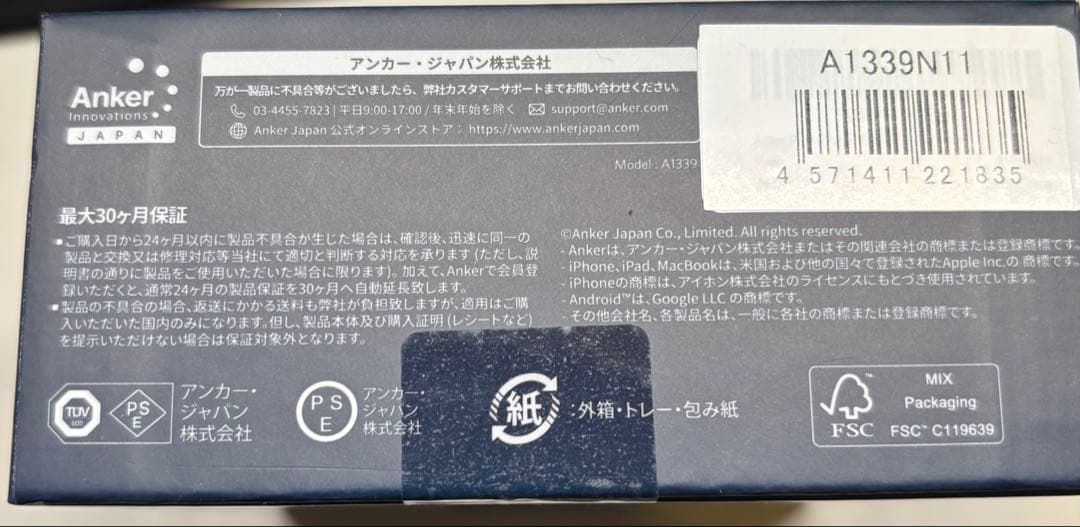 Anker
Innovations
JAPAN
アンカー・ジャパン株式会社
万が一製品に不具合等がございましたら、弊社カスタマーサポートまでお問い合わせください。
03-4455-7823 | 平日9:00-17:00 / 年末年始を除く support@anker.com
Anker Japan 公式オンラインストア : https://www.ankerjapan.com
Model : A1339
A1339N11
4 571411 221835
最大30ヶ月保証
▪ご購入日から24ヶ月以内に製品不具合が生じた場合は、確認後、迅速に同一の
製品と交換又は修理対応等当社にて適切と判断する対応を承ります (ただし、説
明書の通りに製品をご使用いただいた場合に限ります)。加えて、Ankerで会員登
録いただくと、通常24ヶ月の製品保証を30ヶ月へ自動延長致します。
▪製品の不具合の場合、返送にかかる送料も弊社が負担致しますが、適用はご購
入いただいた国内のみになります。但し、製品本体及び購入証明 (レシートなど)
を提示いただけない場合は保証対象外となります。
©Anker Japan Co., Limited. All rights reserved.
- Ankerは、アンカー・ジャパン株式会社またはその関連会社の商標または登録商標です。
- iPhone、iPad、MacBookは、米国および他の国々で登録されたApple Inc.の 商標です。
- iPhoneの商標は、アイホン株式会社のライセンスにもとづき使用されています。
- Android™は、Google LLC の商標です。
- その他会社名、各製品名は、一般に各社の商標または登録商標です。
TÜV
SÜD
PS
E
アンカー・
ジャパン
株式会社
PS
E
アンカー・
ジャパン
株式会社
紙
:外箱・トレー・包み紙
FSC
MIX
Packaging
FSC™ C119639